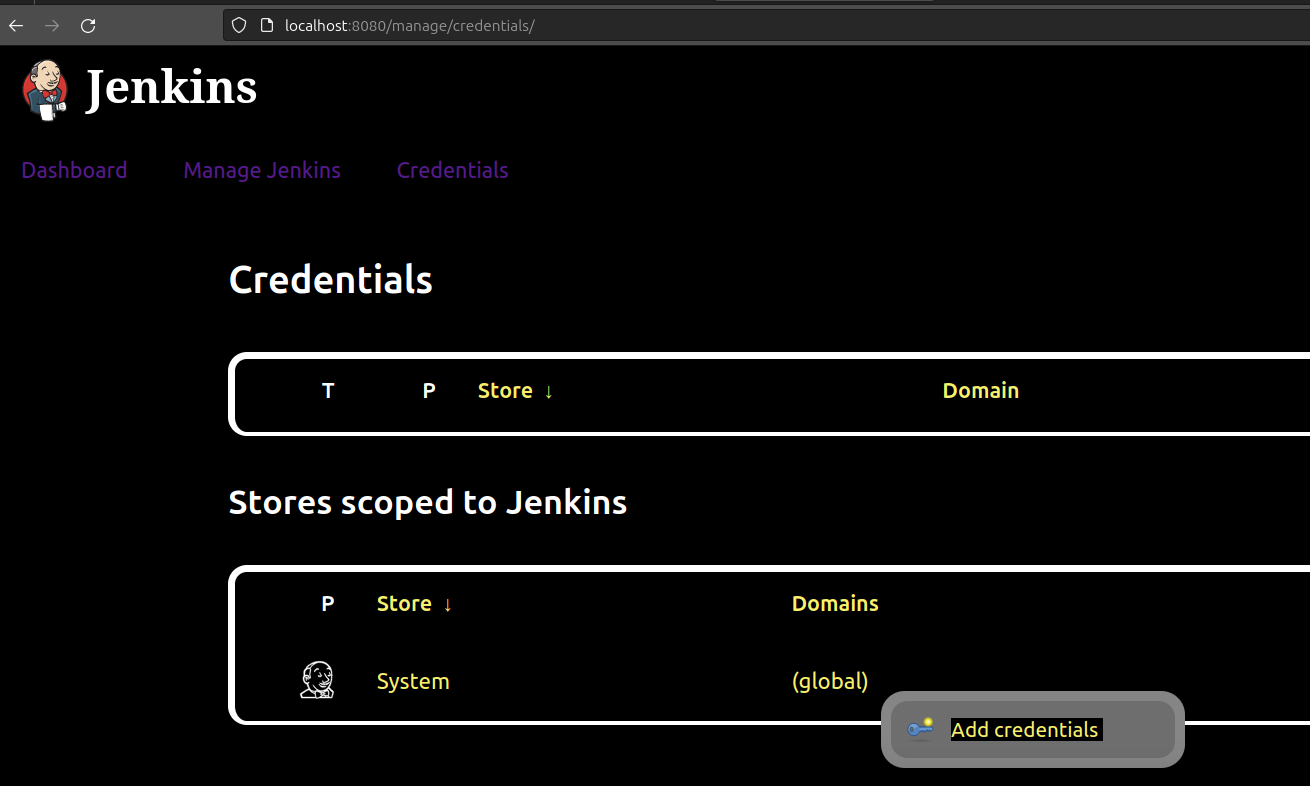 localhost:8080/manage/credentials/
Jenkins
Dashboard Manage Jenkins Credentials
Credentials
T P Store ↓ Domain
Stores scoped to Jenkins
P Store ↓ Domains
System (global)
Add credentials